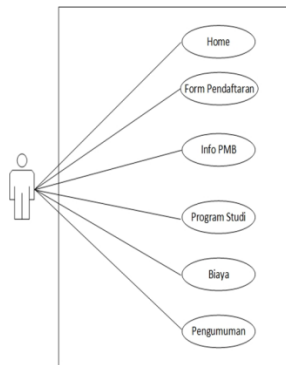 Home
Form Pendaftaran
Info PMB
Program Studi
Biaya
Pengumuman